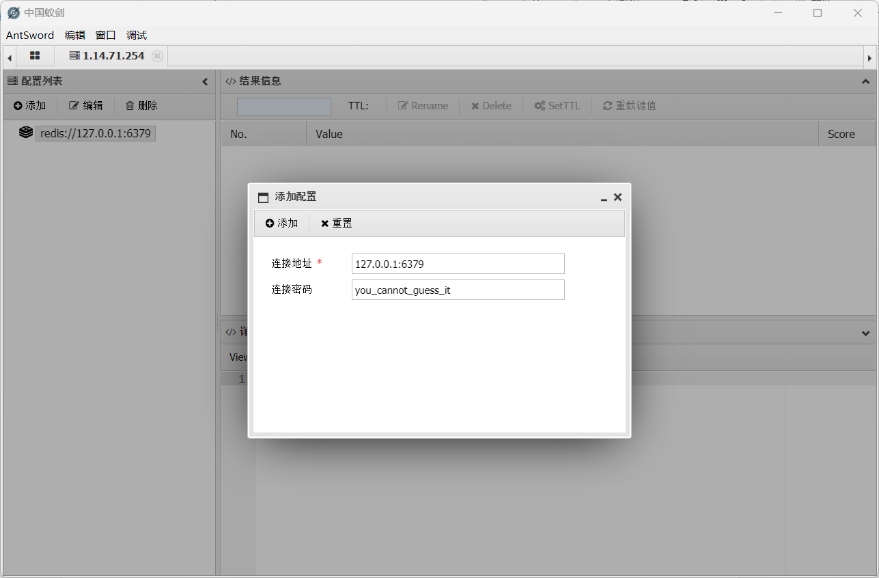 中国蚁剑
AntSword 编辑 窗口 调试
1.14.71.254
配置列表
结果信息
添加 编辑 删除
TTL: Rename Delete SetTTL 重载键值
redis://127.0.0.1:6379
No. Value Score
添加配置
添加 重置
连接地址 * 127.0.0.1:6379
连接密码 you_cannot_guess_it
View
1